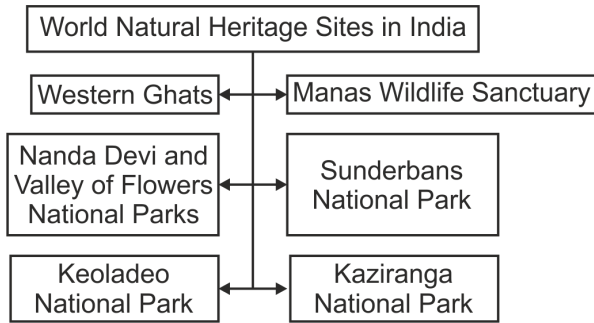 World Natural Heritage Sites in India
Western Ghats
Manas Wildlife Sanctuary
Nanda Devi and
Valley of Flowers
National Parks
Sunderbans
National Park
Keoladeo
National Park
Kaziranga
National Park